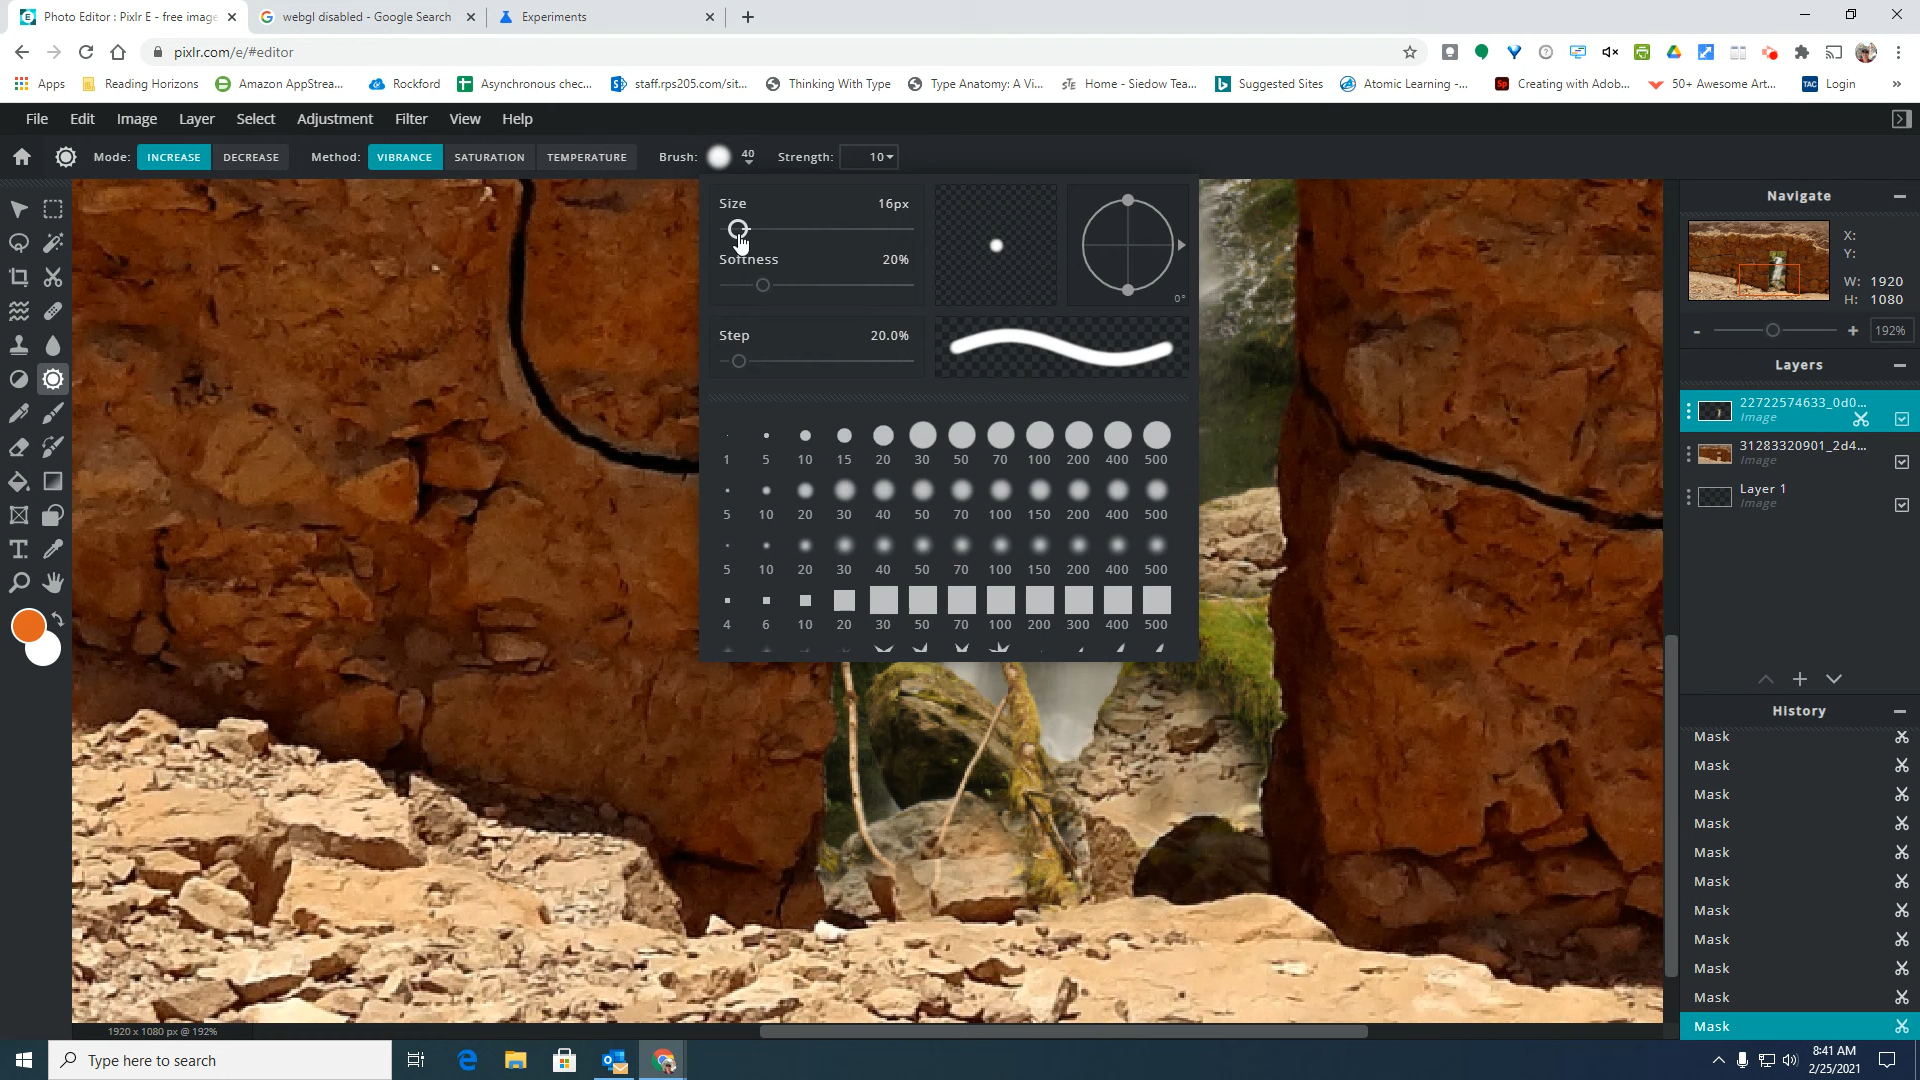 Photo Editor : Pixlr E - free image
webgl disabled - Google Search
Experiments
pixlr.com/e/#editor
Apps
Reading Horizons
Amazon AppStrea...
Rockford
Asynchronous chec...
staff.rps205.com/sit...
Thinking With Type
Type Anatomy: A Vi...
Home - Siedow Tea...
Suggested Sites
Atomic Learning -...
Creating with Adob...
50+ Awesome Art...
TAC Login
File Edit Image Layer Select Adjustment Filter View Help
Mode: INCREASE DECREASE Method: VIBRANCE SATURATION TEMPERATURE Brush: 40 Strength: 10
Size 16px
Softness 20%
0°
Step 20.0%
1 5 10 15 20 30 50 70 100 200 400 500
5 10 20 30 40 50 70 100 150 200 400 500
5 10 20 30 40 50 70 100 150 200 400 500
4 6 10 20 30 50 70 100 200 300 400 500
Navigate
X:
Y:
W: 1920
H: 1080
192%
Layers
22722574633_0d0...
Image
31283320901_2d4...
Image
Layer 1
Image
History
Mask
Mask
Mask
Mask
Mask
Mask
Mask
Mask
Mask
Mask
Mask
1920 x 1080 px @ 192%
Type here to search
8:41 AM
2/25/2021